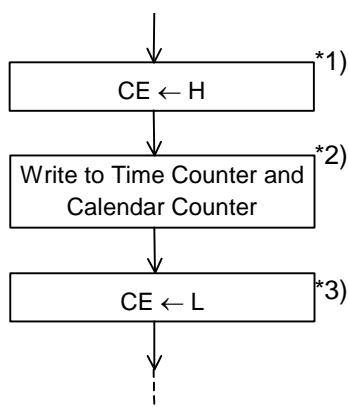 *1)
CE ← H
*2)
Write to Time Counter and
Calendar Counter
*3)
CE ← L